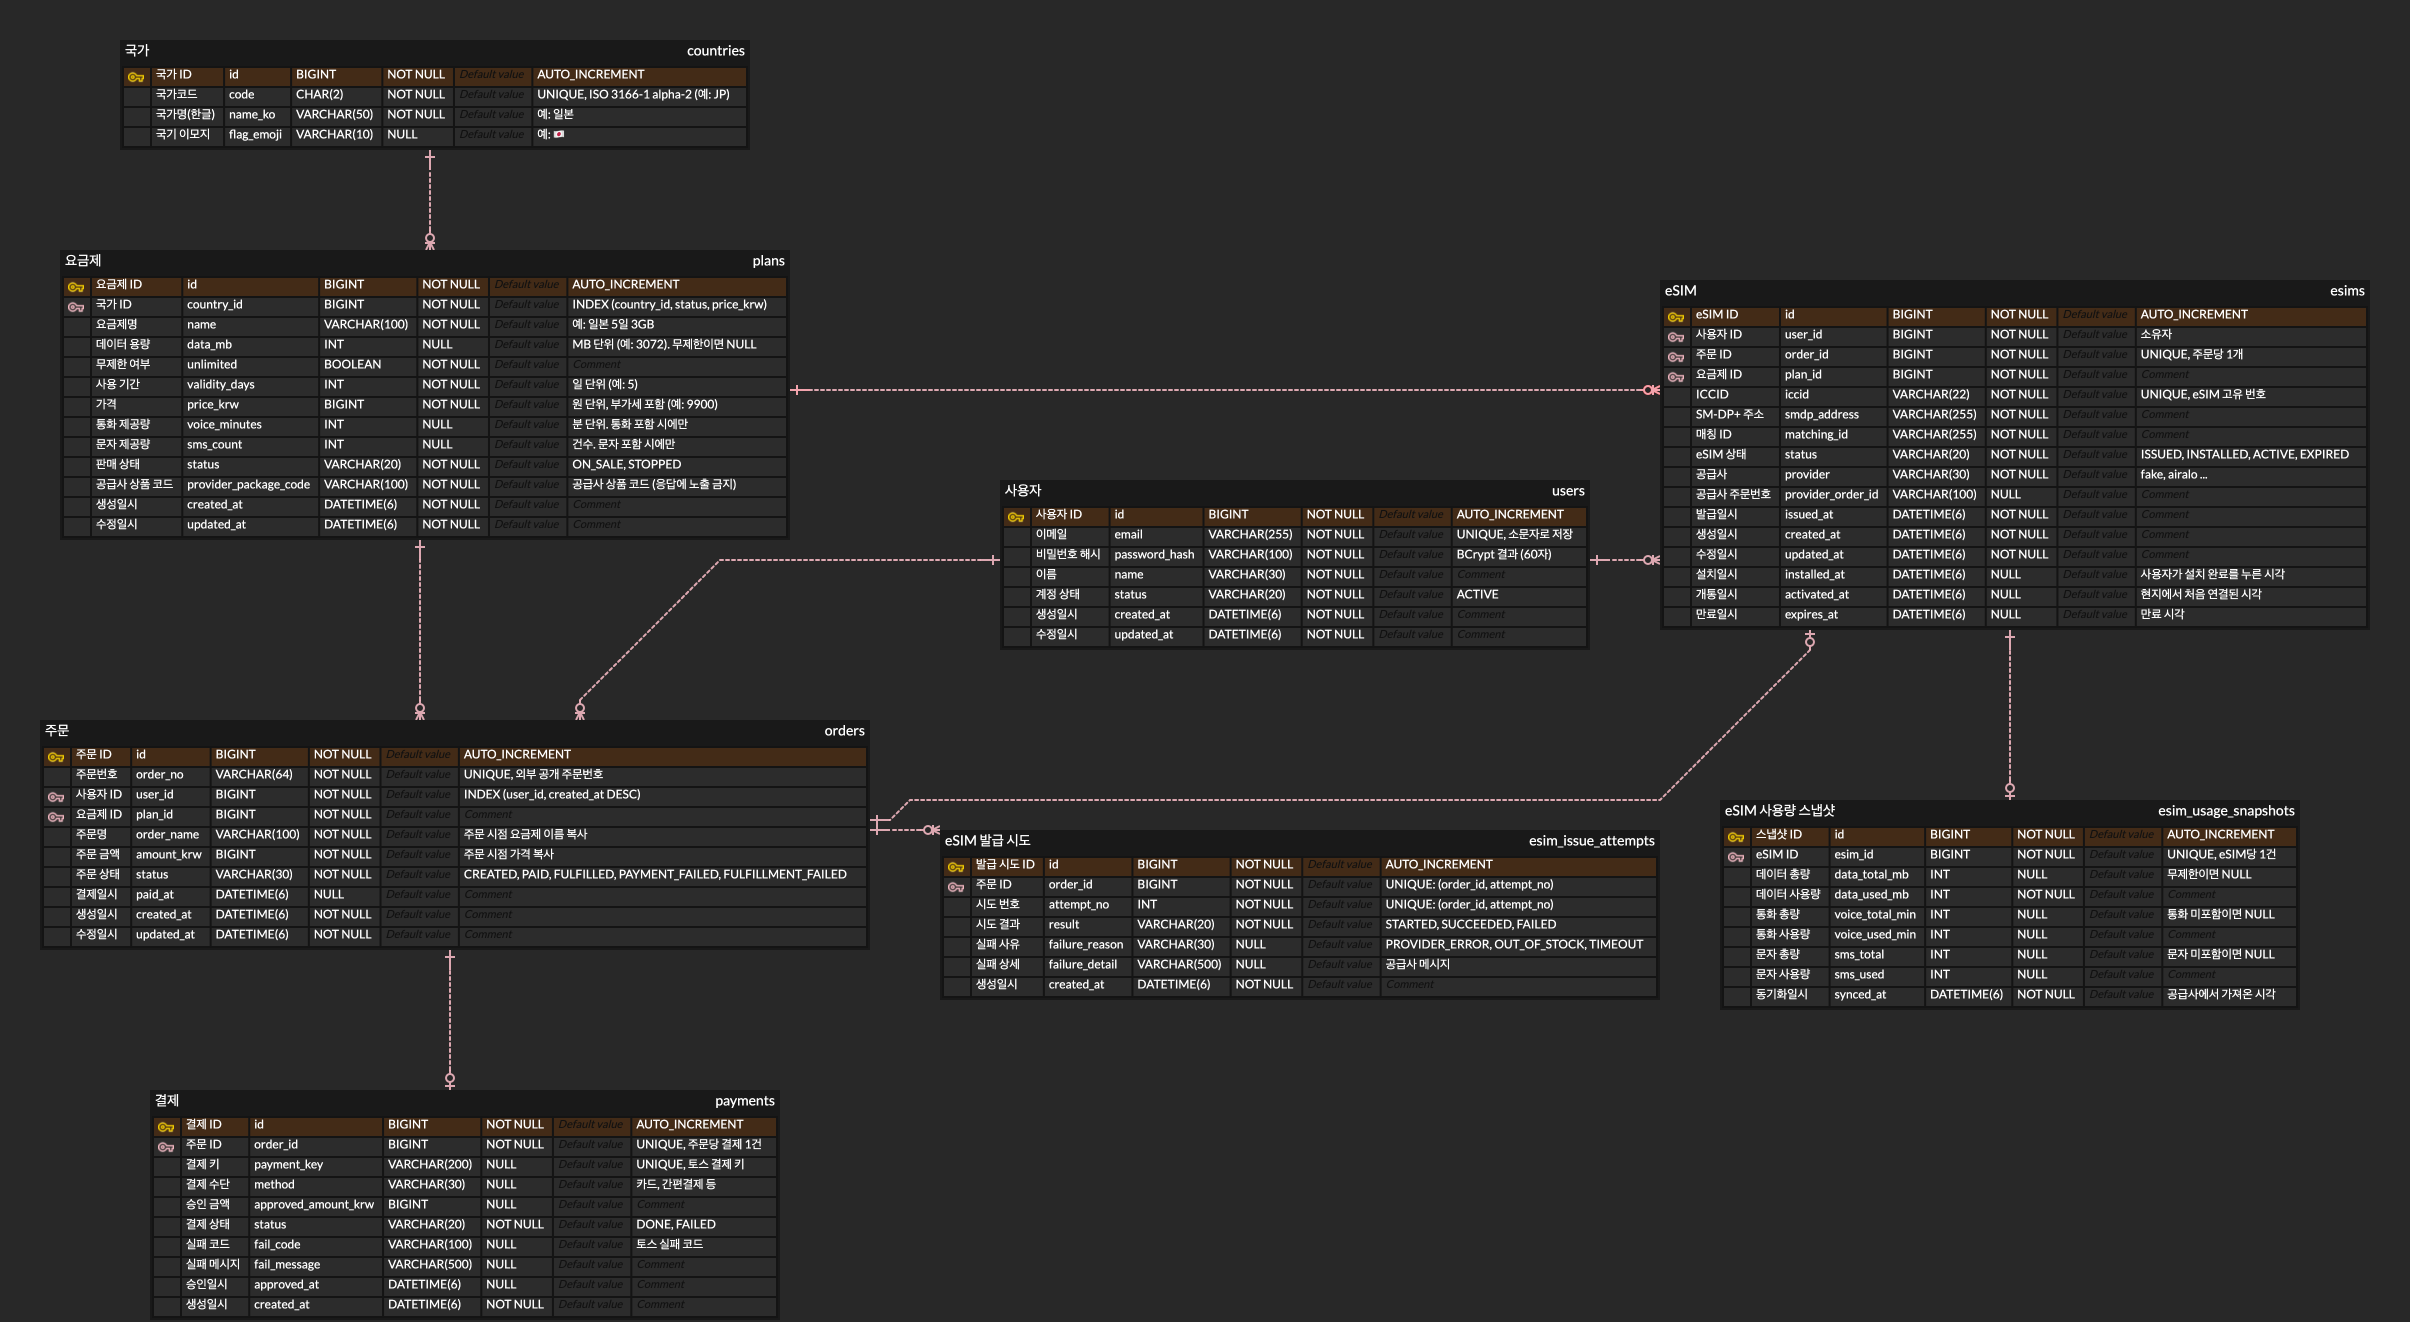 국가 countries
국가 ID id BIGINT NOT NULL Default value AUTO_INCREMENT
국가코드 code CHAR(2) NOT NULL Default value UNIQUE, ISO 3166-1 alpha-2 (예: JP)
국가명(한글) name_ko VARCHAR(50) NOT NULL Default value 예: 일본
국기 이모지 flag_emoji VARCHAR(10) NULL Default value 예: 🇯🇵
요금제 plans
요금제 ID id BIGINT NOT NULL Default value AUTO_INCREMENT
국가 ID country_id BIGINT NOT NULL Default value INDEX (country_id, status, price_krw)
요금제명 name VARCHAR(100) NOT NULL Default value 예: 일본 5일 3GB
데이터 용량 data_mb INT NULL Default value MB 단위 (예: 3072). 무제한이면 NULL
무제한 여부 unlimited BOOLEAN NOT NULL Default value Comment
사용 기간 validity_days INT NOT NULL Default value 일 단위 (예: 5)
가격 price_krw BIGINT NOT NULL Default value 원 단위, 부가세 포함 (예: 9900)
통화 제공량 voice_minutes INT NULL Default value 분 단위. 통화 포함 시에만
문자 제공량 sms_count INT NULL Default value 건수. 문자 포함 시에만
판매 상태 status VARCHAR(20) NOT NULL Default value ON_SALE, STOPPED
공급사 상품 코드 provider_package_code VARCHAR(100) NOT NULL Default value 공급사 상품 코드 (응답에 노출 금지)
생성일시 created_at DATETIME(6) NOT NULL Default value Comment
수정일시 updated_at DATETIME(6) NOT NULL Default value Comment
eSIM esims
eSIM ID id BIGINT NOT NULL Default value AUTO_INCREMENT
사용자 ID user_id BIGINT NOT NULL Default value 소유자
주문 ID order_id BIGINT NOT NULL Default value UNIQUE, 주문당 1개
요금제 ID plan_id BIGINT NOT NULL Default value Comment
ICCID iccid VARCHAR(22) NOT NULL Default value UNIQUE, eSIM 고유 번호
SM-DP+ 주소 smdp_address VARCHAR(255) NOT NULL Default value Comment
매칭 ID matching_id VARCHAR(255) NOT NULL Default value Comment
eSIM 상태 status VARCHAR(20) NOT NULL Default value ISSUED, INSTALLED, ACTIVE, EXPIRED
공급사 provider VARCHAR(30) NOT NULL Default value fake, airalo ...
공급사 주문번호 provider_order_id VARCHAR(100) NULL Default value Comment
발급일시 issued_at DATETIME(6) NOT NULL Default value Comment
생성일시 created_at DATETIME(6) NOT NULL Default value Comment
수정일시 updated_at DATETIME(6) NOT NULL Default value Comment
설치일시 installed_at DATETIME(6) NULL Default value 사용자가 설치 완료를 누른 시각
개통일시 activated_at DATETIME(6) NULL Default value 현지에서 처음 연결된 시각
만료일시 expires_at DATETIME(6) NULL Default value 만료 시각
사용자 users
사용자 ID id BIGINT NOT NULL Default value AUTO_INCREMENT
이메일 email VARCHAR(255) NOT NULL Default value UNIQUE, 소문자로 저장
비밀번호 해시 password_hash VARCHAR(100) NOT NULL Default value BCrypt 결과 (60자)
이름 name VARCHAR(30) NOT NULL Default value Comment
계정 상태 status VARCHAR(20) NOT NULL Default value ACTIVE
생성일시 created_at DATETIME(6) NOT NULL Default value Comment
수정일시 updated_at DATETIME(6) NOT NULL Default value Comment
주문 orders
주문 ID id BIGINT NOT NULL Default value AUTO_INCREMENT
주문번호 order_no VARCHAR(64) NOT NULL Default value UNIQUE, 외부 공개 주문번호
사용자 ID user_id BIGINT NOT NULL Default value INDEX (user_id, created_at DESC)
요금제 ID plan_id BIGINT NOT NULL Default value Comment
주문명 order_name VARCHAR(100) NOT NULL Default value 주문 시점 요금제 이름 복사
주문 금액 amount_krw BIGINT NOT NULL Default value 주문 시점 가격 복사
주문 상태 status VARCHAR(30) NOT NULL Default value CREATED, PAID, FULFILLED, PAYMENT_FAILED, FULFILLMENT_FAILED
결제일시 paid_at DATETIME(6) NULL Default value Comment
생성일시 created_at DATETIME(6) NOT NULL Default value Comment
수정일시 updated_at DATETIME(6) NOT NULL Default value Comment
eSIM 발급 시도 esim_issue_attempts
발급 시도 ID id BIGINT NOT NULL Default value AUTO_INCREMENT
주문 ID order_id BIGINT NOT NULL Default value UNIQUE: (order_id, attempt_no)
시도 번호 attempt_no INT NOT NULL Default value UNIQUE: (order_id, attempt_no)
시도 결과 result VARCHAR(20) NOT NULL Default value STARTED, SUCCEEDED, FAILED
실패 사유 failure_reason VARCHAR(30) NULL Default value PROVIDER_ERROR, OUT_OF_STOCK, TIMEOUT
실패 상세 failure_detail VARCHAR(500) NULL Default value 공급사 메시지
생성일시 created_at DATETIME(6) NOT NULL Default value Comment
eSIM 사용량 스냅샷 esim_usage_snapshots
스냅샷 ID id BIGINT NOT NULL Default value AUTO_INCREMENT
eSIM ID esim_id BIGINT NOT NULL Default value UNIQUE, eSIM당 1건
데이터 총량 data_total_mb INT NULL Default value 무제한이면 NULL
데이터 사용량 data_used_mb INT NOT NULL Default value Comment
통화 총량 voice_total_min INT NULL Default value 통화 미포함이면 NULL
통화 사용량 voice_used_min INT NULL Default value Comment
문자 총량 sms_total INT NULL Default value 문자 미포함이면 NULL
문자 사용량 sms_used INT NULL Default value Comment
동기화일시 synced_at DATETIME(6) NOT NULL Default value 공급사에서 가져온 시각
결제 payments
결제 ID id BIGINT NOT NULL Default value AUTO_INCREMENT
주문 ID order_id BIGINT NOT NULL Default value UNIQUE, 주문당 결제 1건
결제 키 payment_key VARCHAR(200) NULL Default value UNIQUE, 토스 결제 키
결제 수단 method VARCHAR(30) NULL Default value 카드, 간편결제 등
승인 금액 approved_amount_krw BIGINT NULL Default value Comment
결제 상태 status VARCHAR(20) NOT NULL Default value DONE, FAILED
실패 코드 fail_code VARCHAR(100) NULL Default value 토스 실패 코드
실패 메시지 fail_message VARCHAR(500) NULL Default value Comment
승인일시 approved_at DATETIME(6) NULL Default value Comment
생성일시 created_at DATETIME(6) NOT NULL Default value Comment